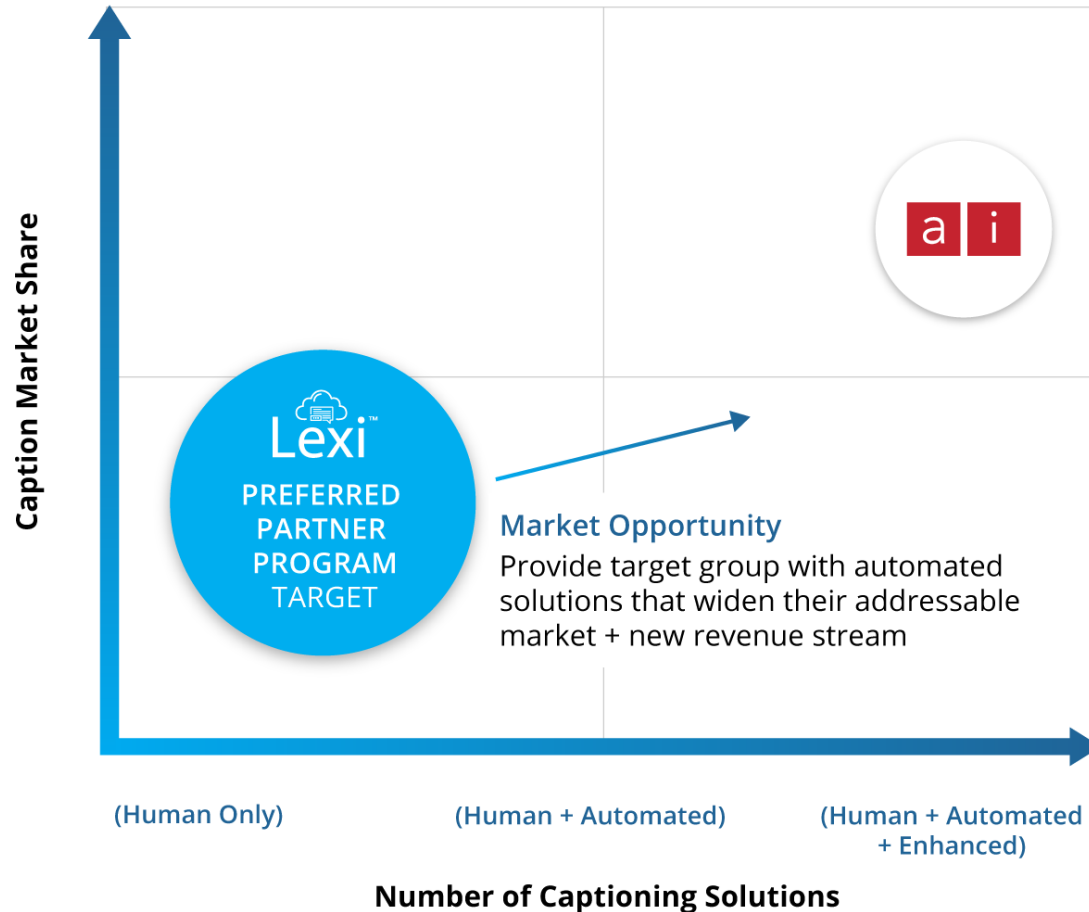 Caption Market Share
a i
Lexi™
PREFERRED
PARTNER
PROGRAM
TARGET
Market Opportunity
Provide target group with automated
solutions that widen their addressable
market + new revenue stream
(Human Only)
(Human + Automated)
(Human + Automated
+ Enhanced)
Number of Captioning Solutions